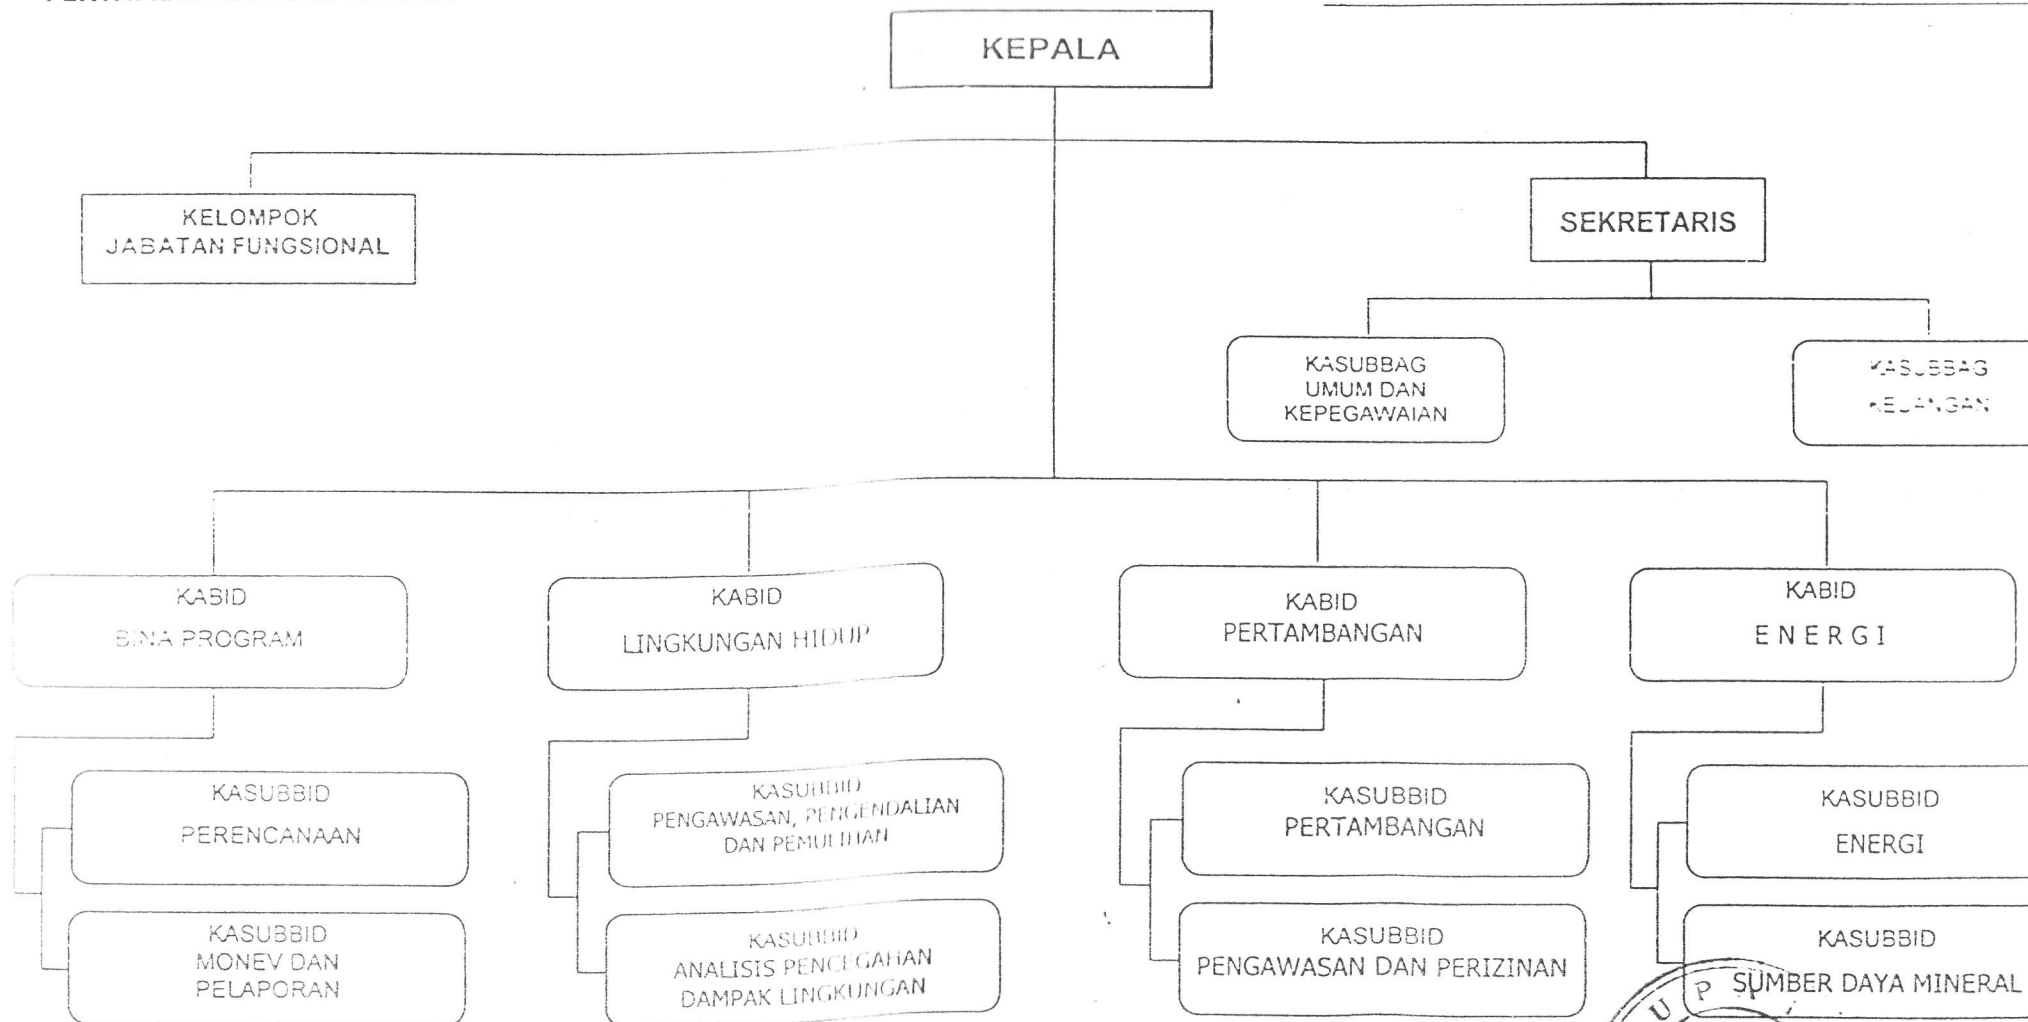 KEPALA
KELOMPOK
JABATAN FUNGSIONAL
SEKRETARIS
KASUBBAG
UMUM DAN
KEPEGAWAIAN
KASUBBAG
KEUANGAN
KABID
BINA PROGRAM
KABID
LINGKUNGAN HIDUP
KABID
PERTAMBANGAN
KABID
E N E R G I
KASUBBID
PERENCANAAN
KASUBBID
PENGAWASAN, PENGENDALIAN
DAN PEMULIHAN
KASUBBID
PERTAMBANGAN
KASUBBID
ENERGI
KASUBBID
MONEV DAN
PELAPORAN
KASUBBID
ANALISIS PENCEGAHAN
DAMPAK LINGKUNGAN
KASUBBID
PENGAWASAN DAN PERIZINAN
KASUBBID
SUMBER DAYA MINERAL